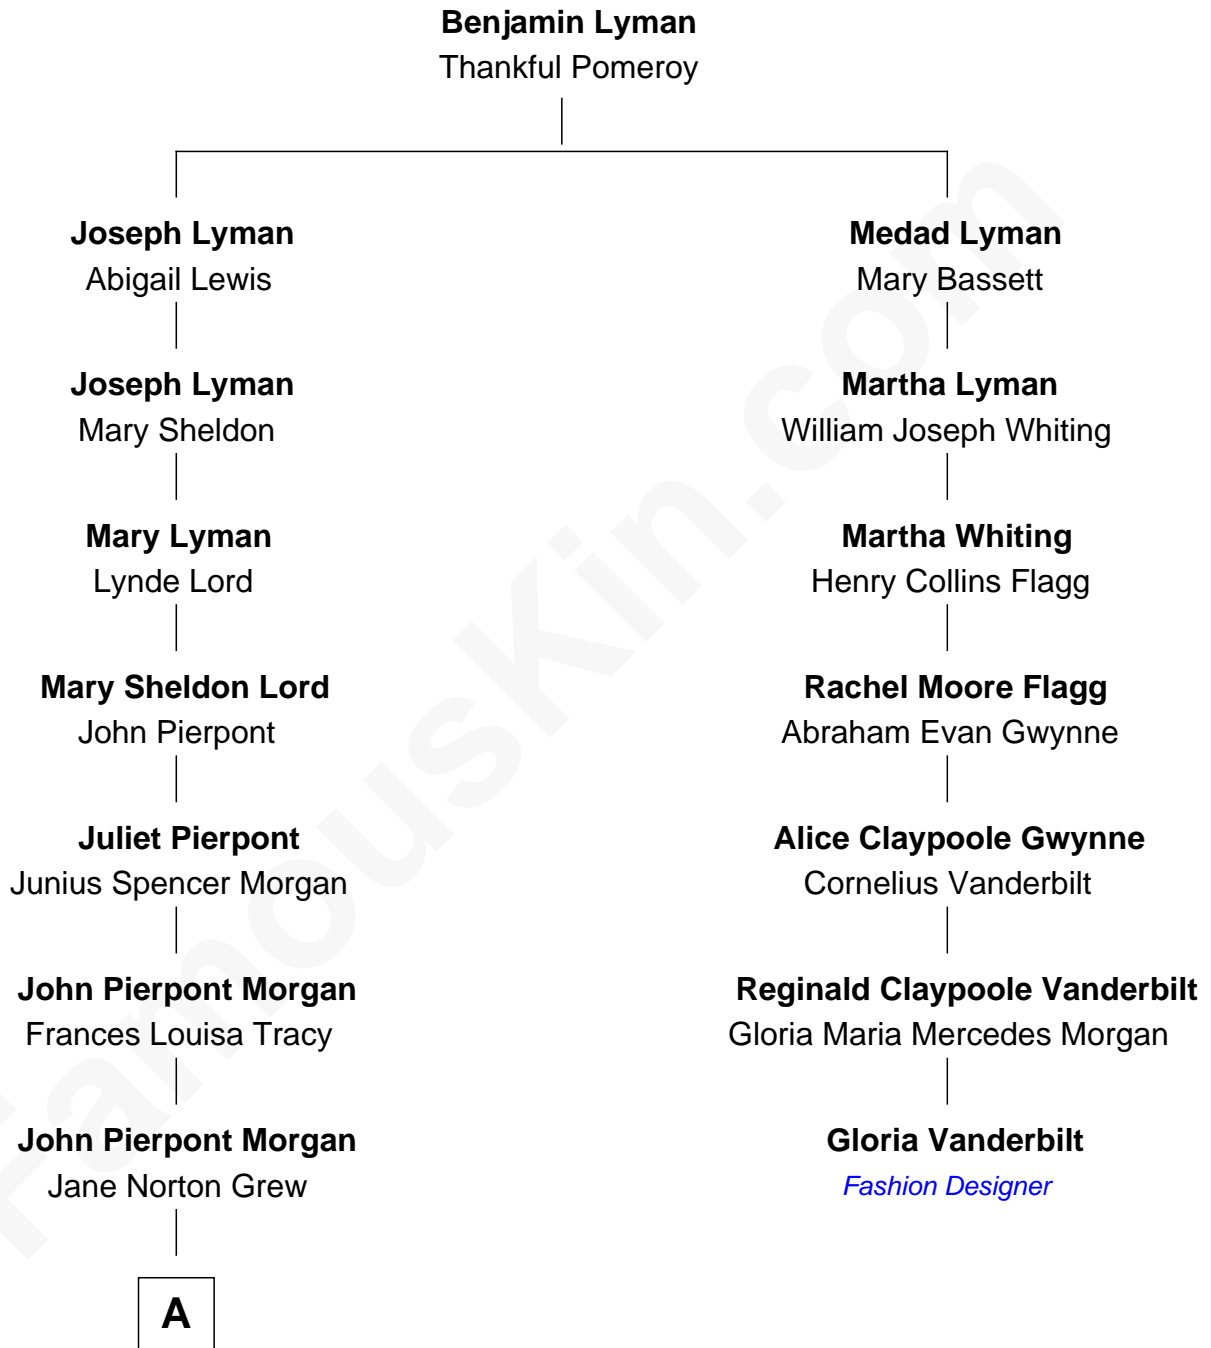 Benjamin Lyman
Thankful Pomeroy
Joseph Lyman
Abigail Lewis
Medad Lyman
Mary Bassett
Joseph Lyman
Mary Sheldon
Martha Lyman
William Joseph Whiting
Mary Lyman
Lynde Lord
Martha Whiting
Henry Collins Flagg
Mary Sheldon Lord
John Pierpont
Rachel Moore Flagg
Abraham Evan Gwynne
Juliet Pierpont
Junius Spencer Morgan
Alice Claypoole Gwynne
Cornelius Vanderbilt
John Pierpont Morgan
Frances Louisa Tracy
Reginald Claypoole Vanderbilt
Gloria Maria Mercedes Morgan
John Pierpont Morgan
Jane Norton Grew
Gloria Vanderbilt
Fashion Designer
A
FamousKin.com